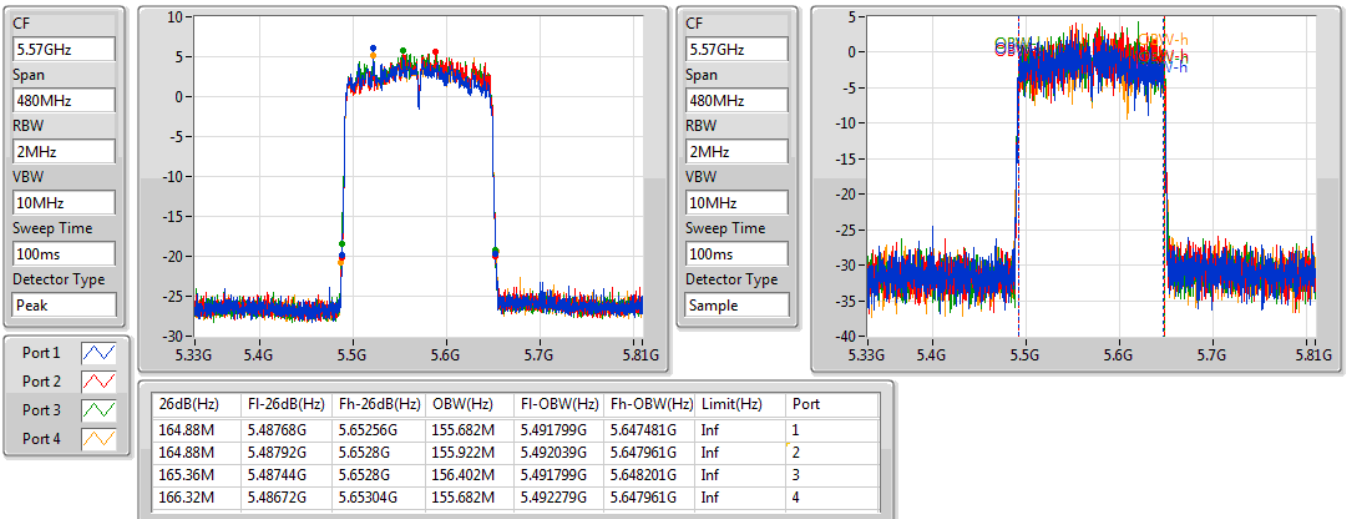 CF
5.57GHz
Span
480MHz
RBW
2MHz
VBW
10MHz
Sweep Time
100ms
Detector Type
Peak
10
5
0
-5
-10
-15
-20
-25
-30
5.33G 5.4G 5.5G 5.6G 5.7G 5.81G
CF
5.57GHz
Span
480MHz
RBW
2MHz
VBW
10MHz
Sweep Time
100ms
Detector Type
Sample
5
0
-5
-10
-15
-20
-25
-30
-35
-40
OBW-h
5.33G 5.4G 5.5G 5.6G 5.7G 5.81G
Port 1
Port 2
Port 3
Port 4
26dB(Hz) Fl-26dB(Hz) Fh-26dB(Hz) OBW(Hz) Fl-OBW(Hz) Fh-OBW(Hz) Limit(Hz) Port
164.88M 5.48768G 5.65256G 155.682M 5.491799G 5.647481G Inf 1
164.88M 5.48792G 5.6528G 155.922M 5.492039G 5.647961G Inf 2
165.36M 5.48744G 5.6528G 156.402M 5.491799G 5.648201G Inf 3
166.32M 5.48672G 5.65304G 155.682M 5.492279G 5.647961G Inf 4